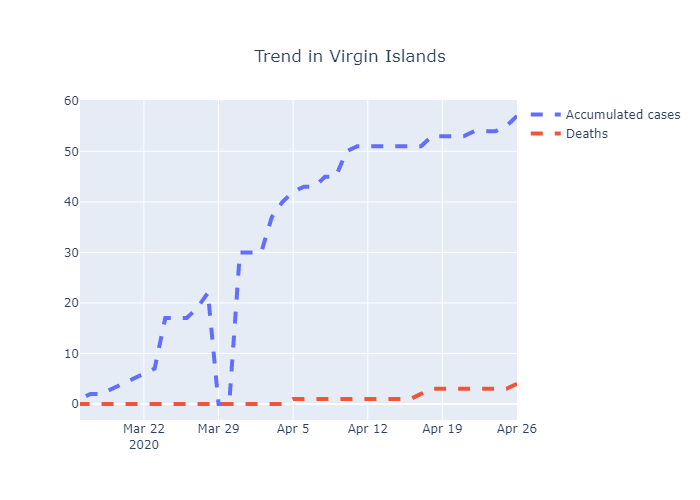 Trend in Virgin Islands
60
50
40
30
20
10
0
Mar 22
2020
Mar 29
Apr 5
Apr 12
Apr 19
Apr 26
Accumulated cases
Deaths